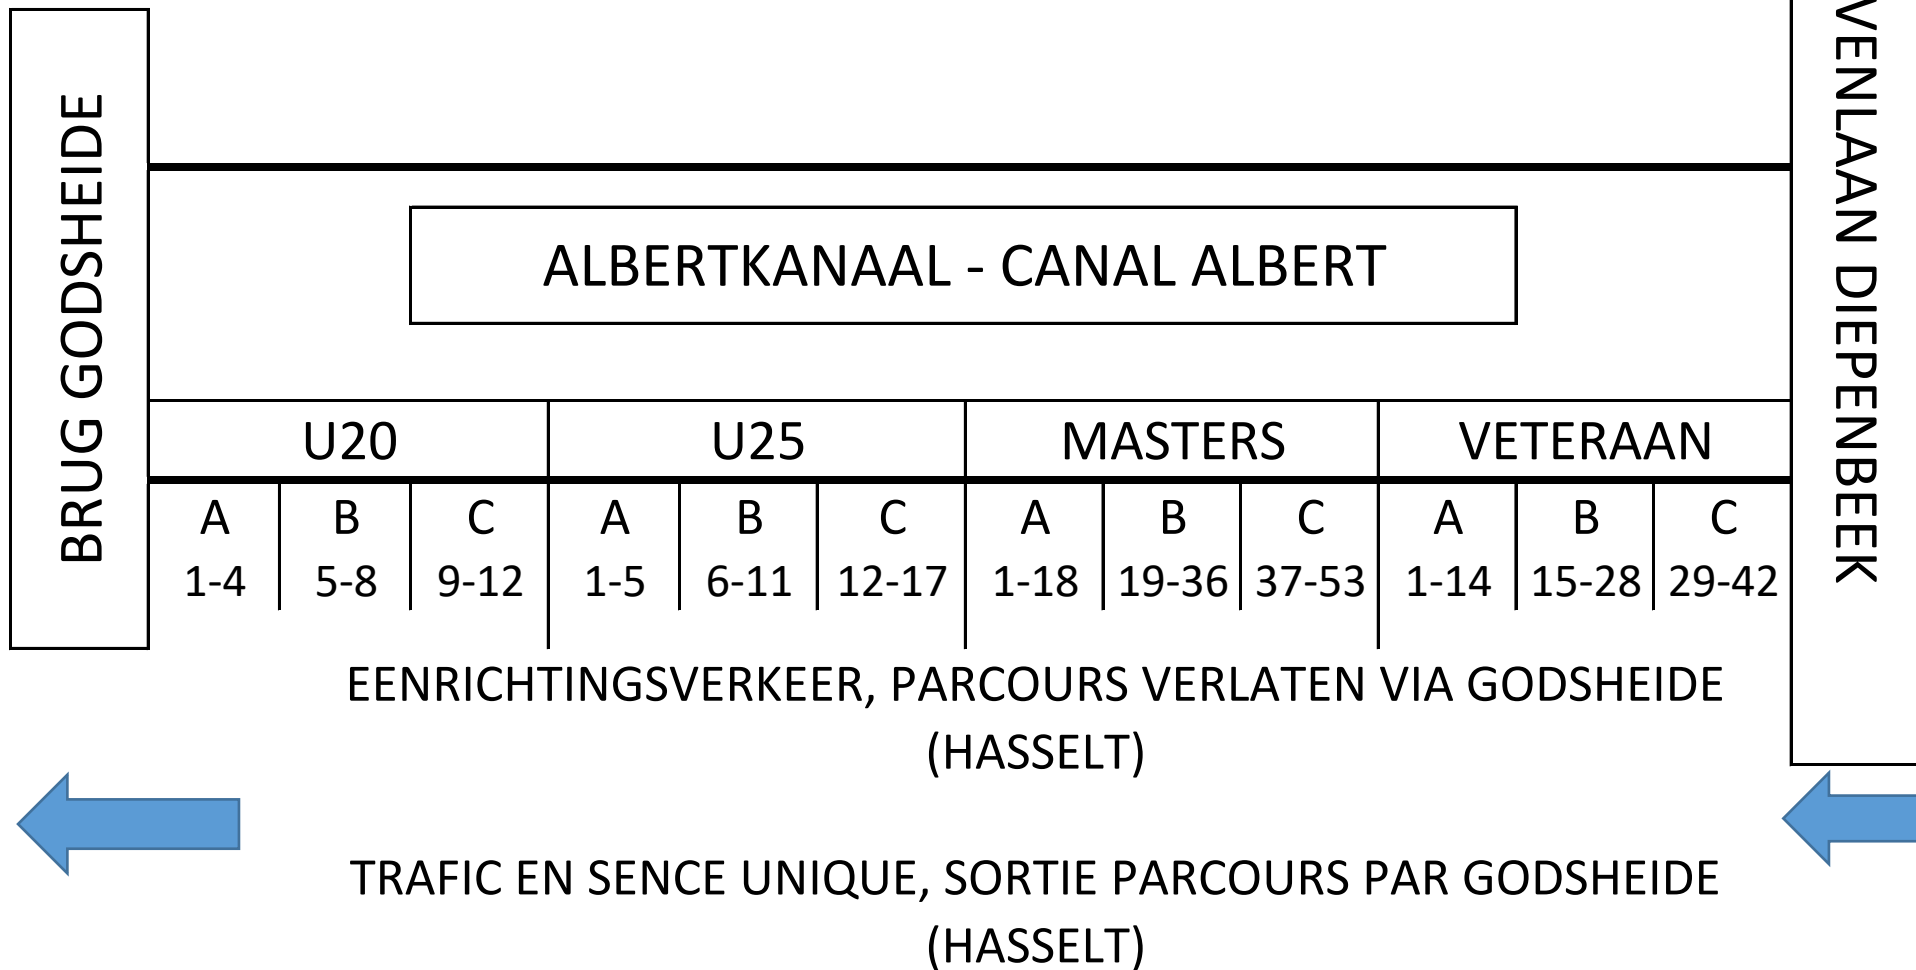 BRUG GODSHEIDE
VENLAAN DIEPENBEEK
ALBERTKANAAL - CANAL ALBERT
U20 U25 MASTERS VETERAAN
A B C A B C A B C A B C
1-4 5-8 9-12 1-5 6-11 12-17 1-18 19-36 37-53 1-14 15-28 29-42
EENRICHTINGSVERKEER, PARCOURS VERLATEN VIA GODSHEIDE
(HASSELT)
TRAFIC EN SENCE UNIQUE, SORTIE PARCOURS PAR GODSHEIDE
(HASSELT)